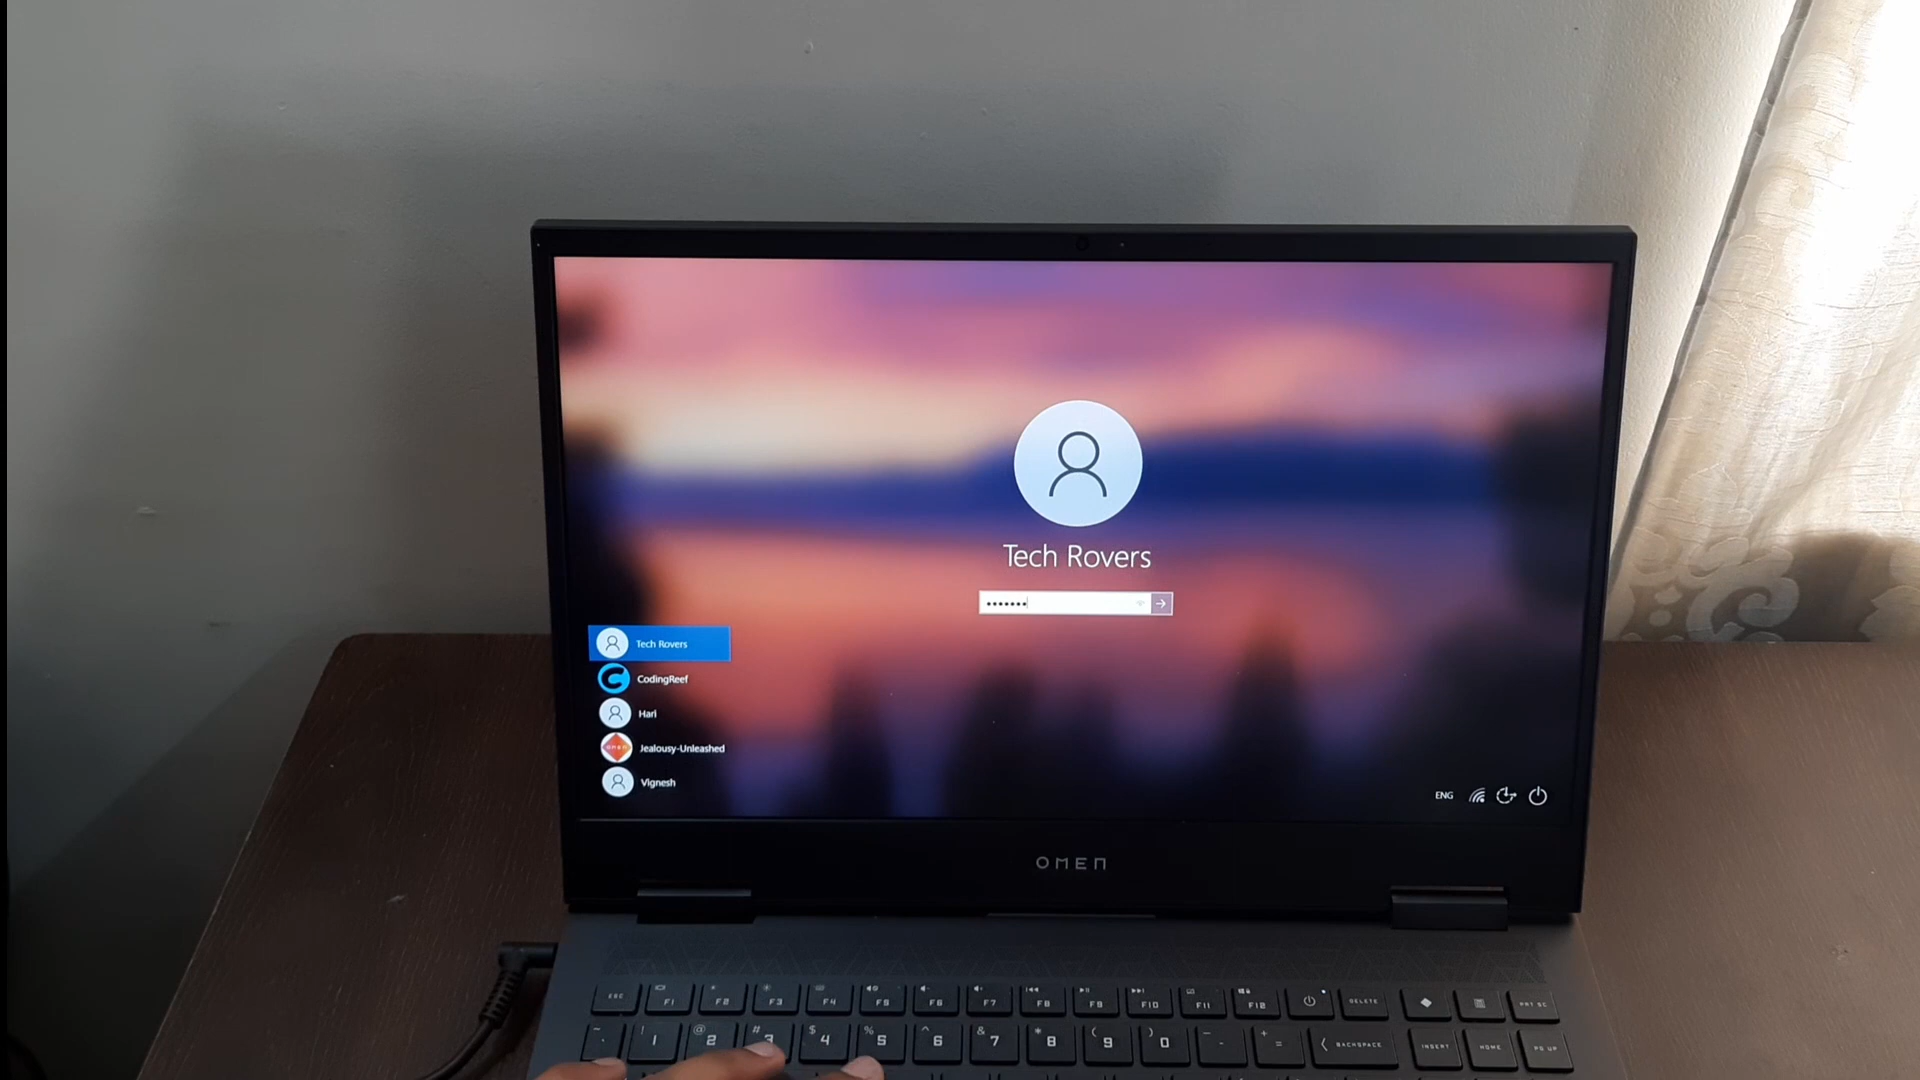 Tech Rovers
Tech Rovers
CodingReef
Hari
Jealousy-Unleashed
Vignesh
ENG
OMEN
ESC F1 F2 F3 F4 F5 F6 F7 F8 F9 F10 F11 F12 DELETE PRT SC
~ ! 1 @ 2 # 3 $ 4 % 5 ^ 6 & 7 * 8 ( 9 ) 0 - + = BACKSPACE INSERT HOME PG UP